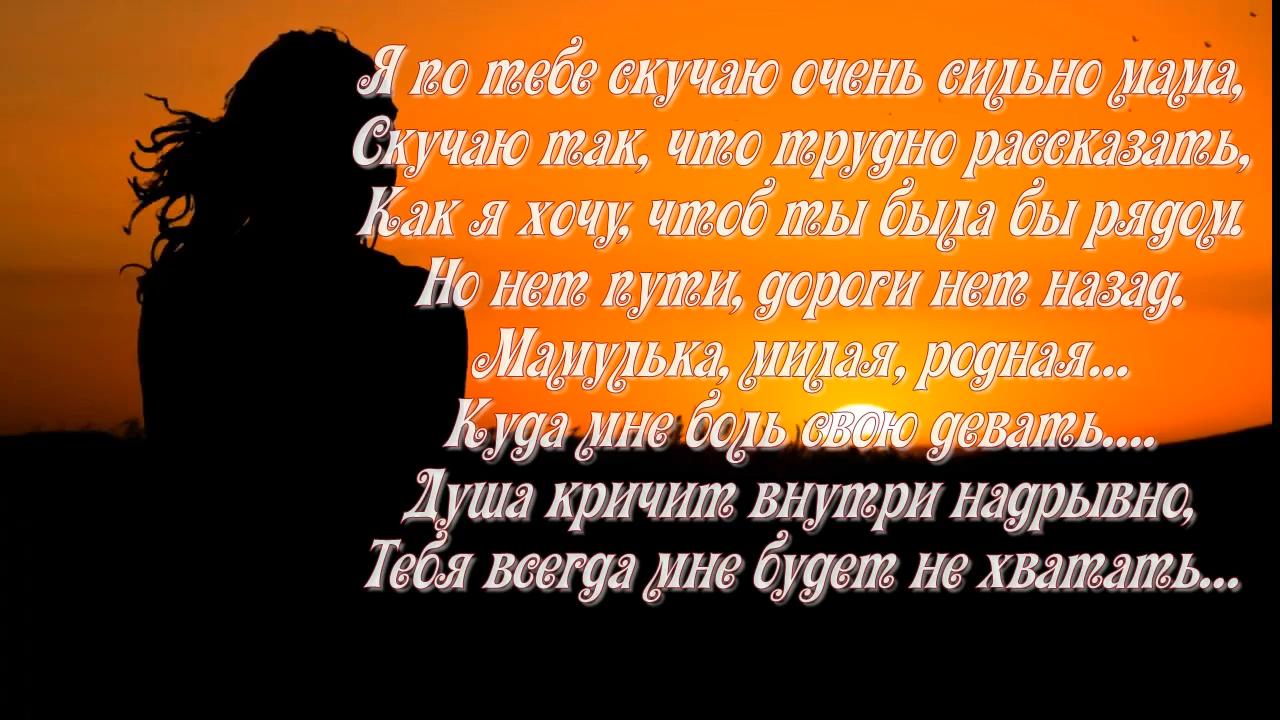 Я по тебе скучаю очень сильно мама,
Скучаю так, что трудно рассказать,
Как я хочу, чтоб ты была бы рядом.
Но нет пути, дороги нет назад.
Мамулька, милая, родная...
Куда мне боль свою девать....
Душа кричит внутри надрывно,
Тебя всегда мне будет не хватать...